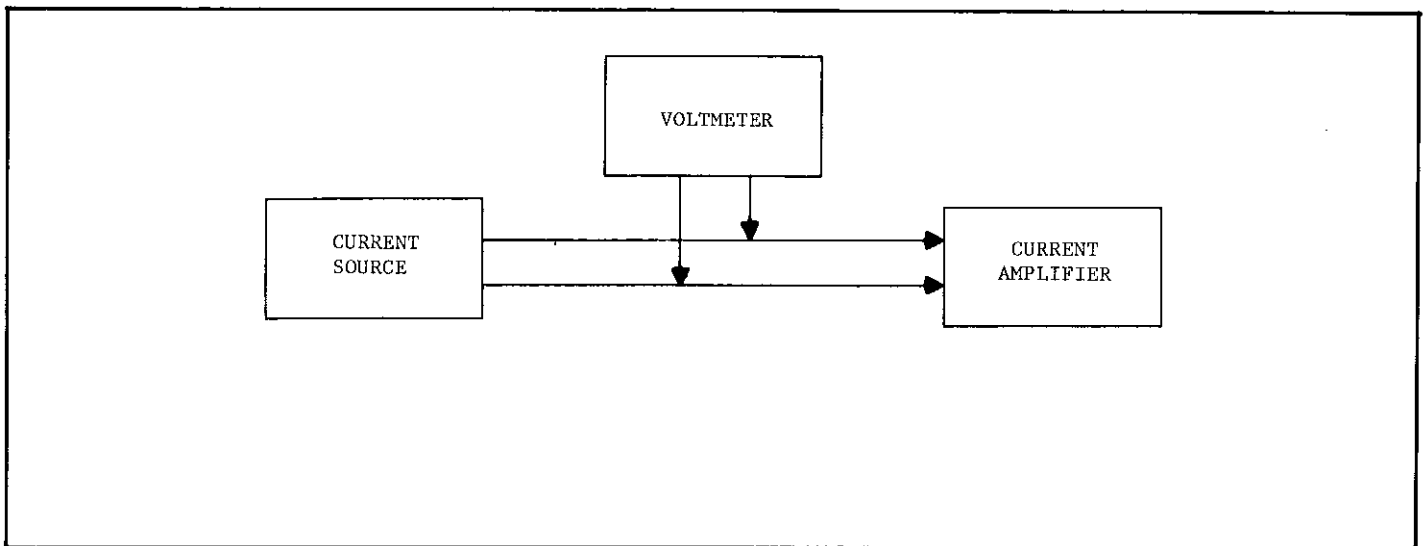 VOLTMETER
CURRENT
SOURCE
CURRENT
AMPLIFIER